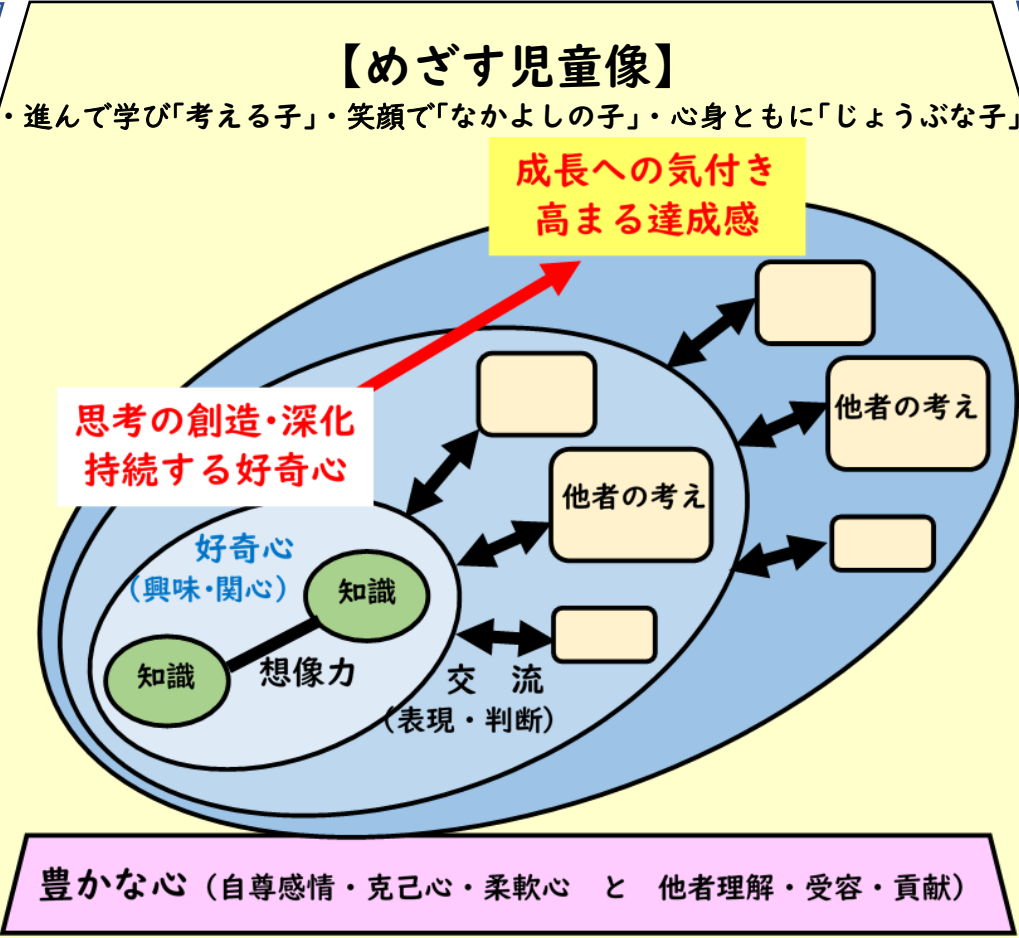 【めざす児童像】
・進んで学び「考える子」・笑顔で「なかよしの子」・心身ともに「じょうぶな子」
成長への気付き
高まる達成感
思考の創造・深化
持続する好奇心
他者の考え
他者の考え
好奇心
（興味・関心）
知識
知識
想像力
交　流
（表現・判断）
豊かな心（自尊感情・克己心・柔軟心　と　他者理解・受容・貢献）